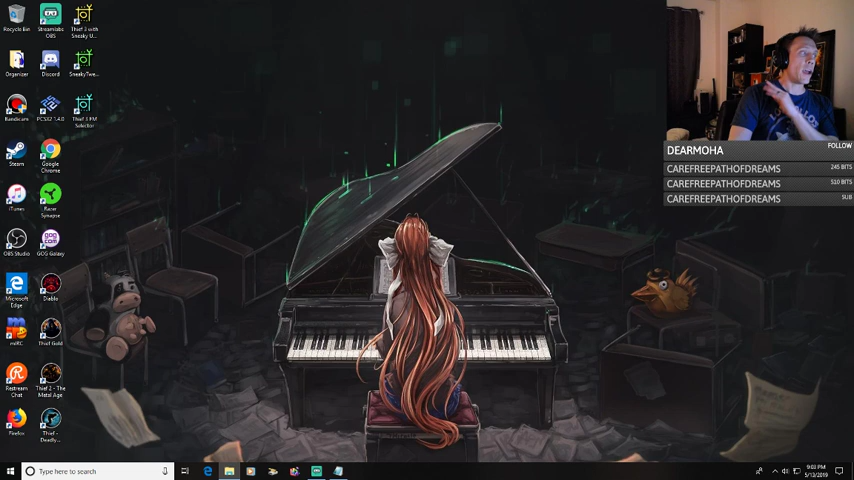 Recycle Bin
Streamlabs
OBS
Thief 3 with
Sneaky U...
Organizer
Discord
SneakyTwe...
Bandicam
PCSX2 1.4.0
Thief 3 FM
Selector
Steam
Google
Chrome
iTunes
Razer
Synapse
OBS Studio
GOG Galaxy
Microsoft
Edge
Diablo
mIRC
Thief Gold
Restream
Chat
Thief 2 - The
Metal Age
Firefox
Thief -
Deadly...
DEARMOHA FOLLOW
CAREFREEPATHOFDREAMS 245 BITS
CAREFREEPATHOFDREAMS 510 BITS
CAREFREEPATHOFDREAMS SUB
Type here to search
9:03 PM
5/13/2019